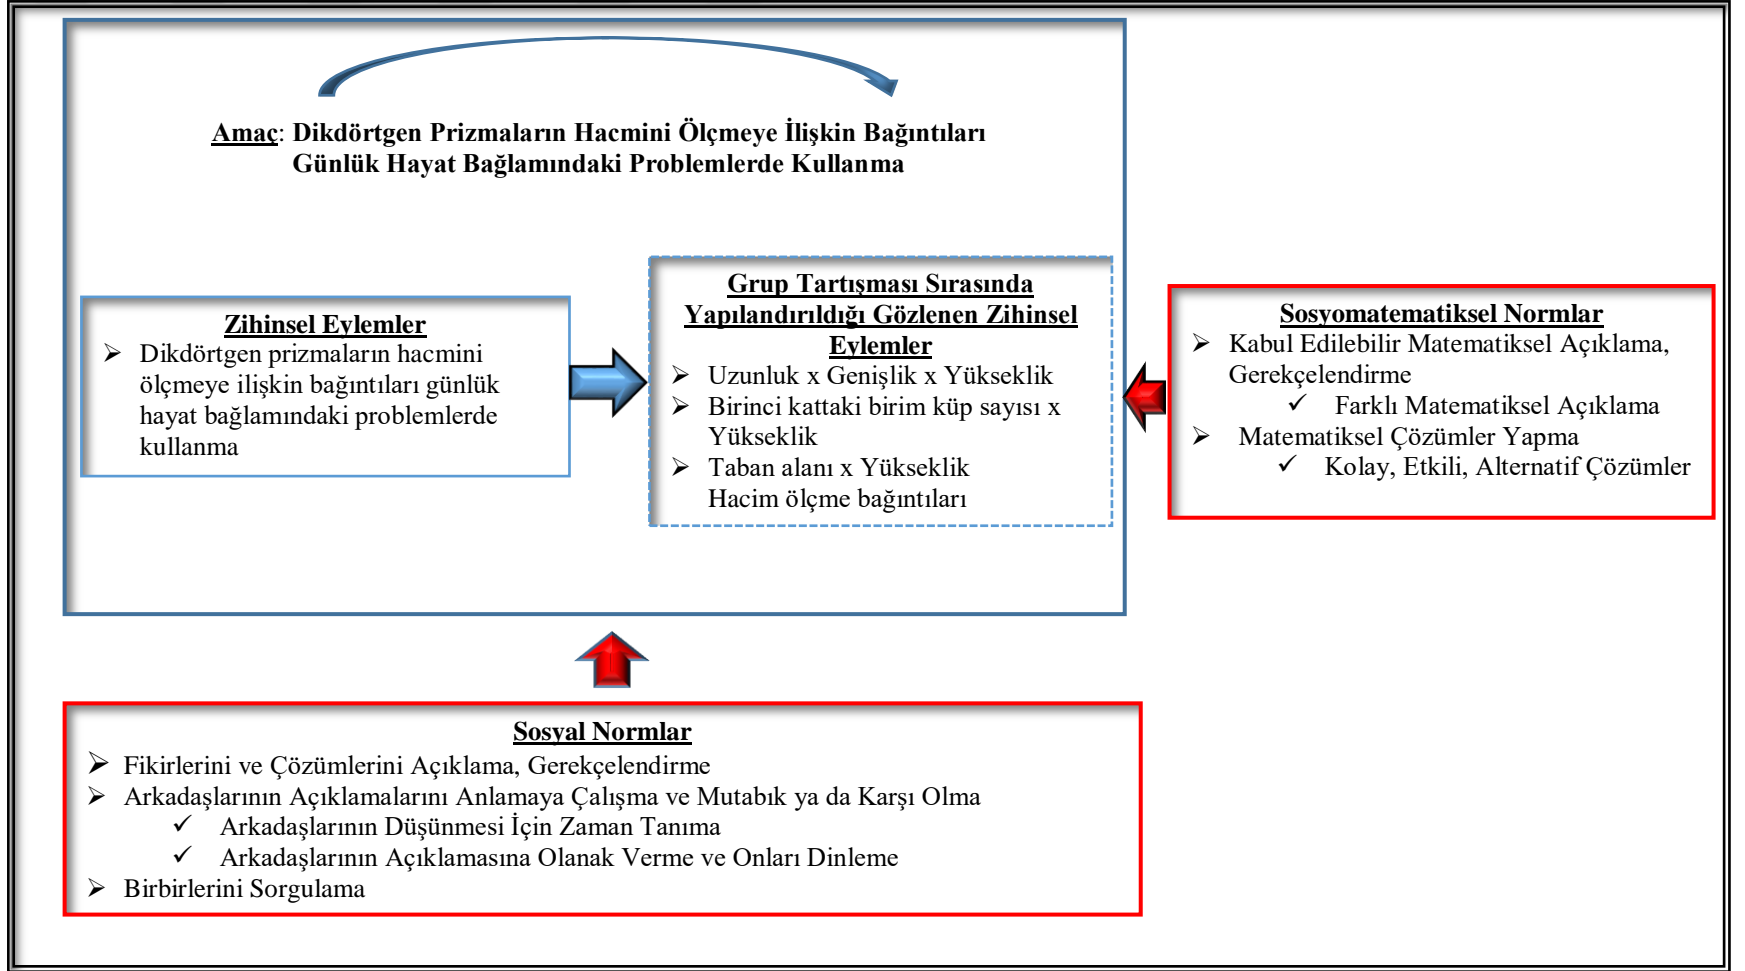 Amaç: Dikdörtgen Prizmaların Hacmini Ölçmeye İlişkin Bağıntıları
Günlük Hayat Bağlamındaki Problemlerde Kullanma
Zihinsel Eylemler
➢ Dikdörtgen prizmaların hacmini
ölçmeye ilişkin bağıntıları günlük
hayat bağlamındaki problemlerde
kullanma
Grup Tartışması Sırasında
Yapılandırıldığı Gözlenen Zihinsel
Eylemler
➢ Uzunluk x Genişlik x Yükseklik
➢ Birinci kattaki birim küp sayısı x
Yükseklik
➢ Taban alanı x Yükseklik
Hacim ölçme bağıntıları
Sosyomatematiksel Normlar
➢ Kabul Edilebilir Matematiksel Açıklama,
Gerekçelendirme
✓ Farklı Matematiksel Açıklama
➢ Matematiksel Çözümler Yapma
✓ Kolay, Etkili, Alternatif Çözümler
Sosyal Normlar
➢ Fikirlerini ve Çözümlerini Açıklama, Gerekçelendirme
➢ Arkadaşlarının Açıklamalarını Anlamaya Çalışma ve Mutabık ya da Karşı Olma
✓ Arkadaşlarının Düşünmesi İçin Zaman Tanıma
✓ Arkadaşlarının Açıklamasına Olanak Verme ve Onları Dinleme
➢ Birbirlerini Sorgulama